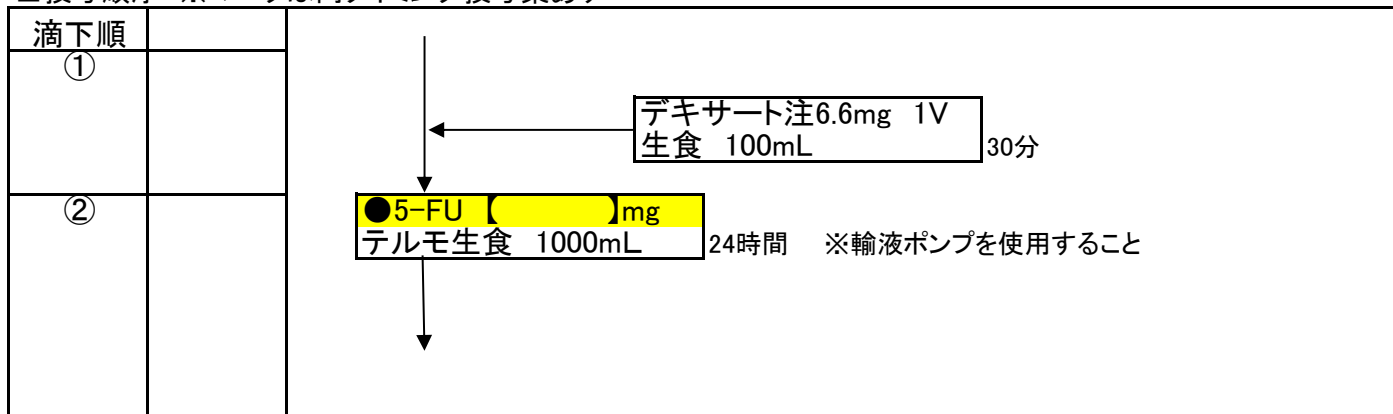 滴下順
①
デキサート注6.6mg 1V
生食 100mL
30分
②
●5-FU【 】mg
テルモ生食 1000mL
24時間 ※輸液ポンプを使用すること